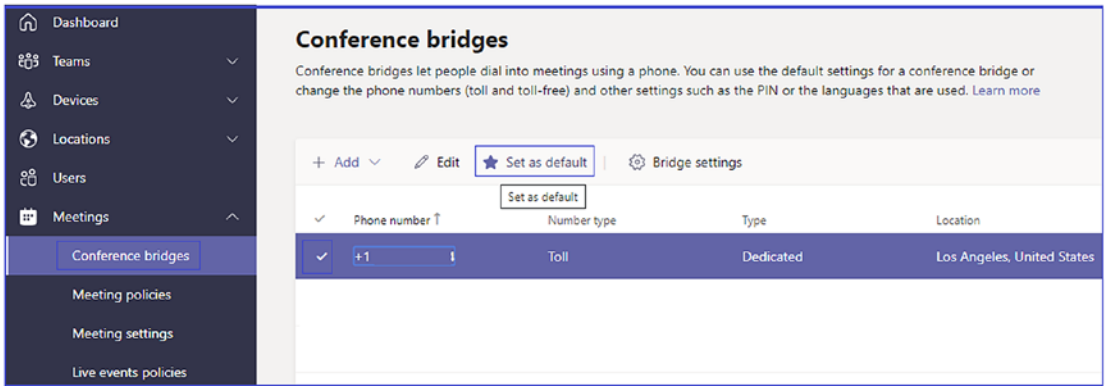 Dashboard
Teams
Devices
Locations
Users
Meetings
Conference bridges
Meeting policies
Meeting settings
Live events policies
Conference bridges
Conference bridges let people dial into meetings using a phone. You can use the default settings for a conference bridge or
change the phone numbers (toll and toll-free) and other settings such as the PIN or the languages that are used. Learn more
+ Add Edit Set as default Bridge settings
Set as default
Phone number ↑ Number type Type Location
+1 Toll Dedicated Los Angeles, United States